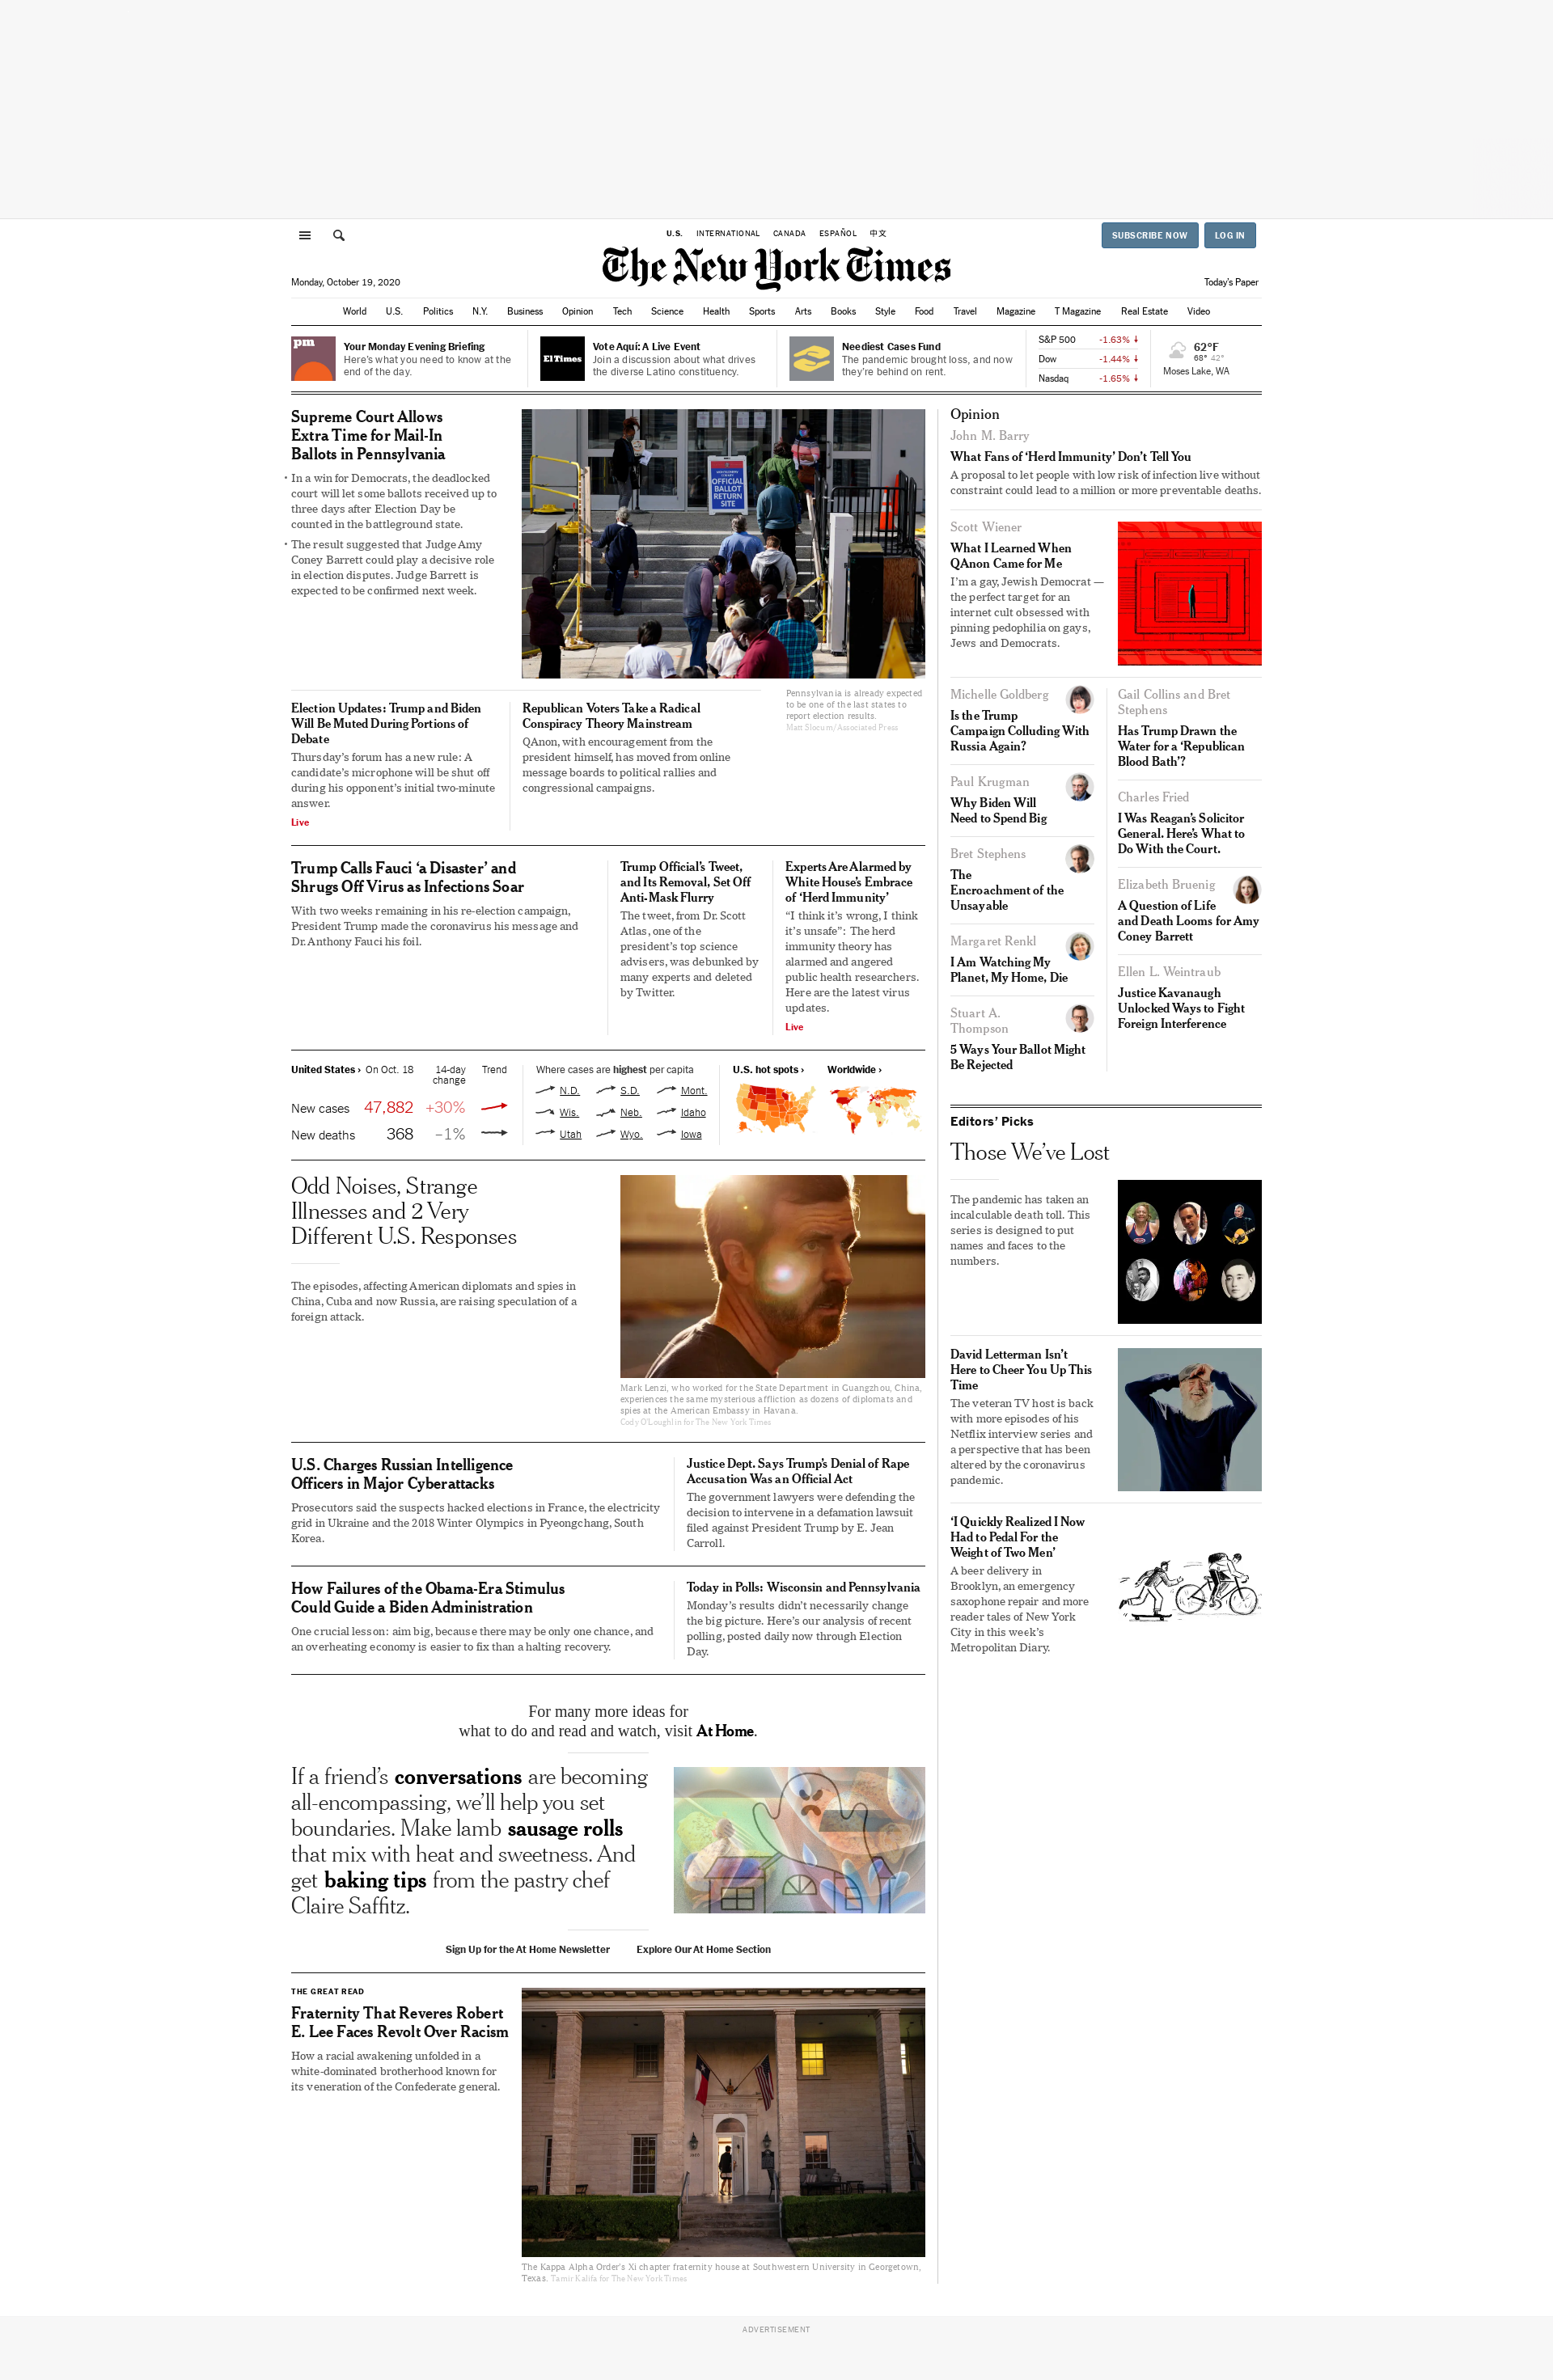 U.S.
INTERNATIONAL
CANADA
ESPAÑOL
中文
SUBSCRIBE NOW
LOG IN
The New York Times
Monday, October 19, 2020
Today's Paper
World U.S. Politics N.Y. Business Opinion Tech Science Health Sports Arts Books Style Food Travel Magazine T Magazine Real Estate Video
pm
Your Monday Evening Briefing
Here's what you need to know at the
end of the day.
El Times
Vote Aquí: A Live Event
Join a discussion about what drives
the diverse Latino constituency.
Neediest Cases Fund
The pandemic brought loss, and now
they're behind on rent.
S&P 500 -1.63%
Dow -1.44%
Nasdaq -1.65%
62°F
68° 42°
Moses Lake, WA
Supreme Court Allows
Extra Time for Mail-In
Ballots in Pennsylvania
• In a win for Democrats, the deadlocked
court will let some ballots received up to
three days after Election Day be
counted in the battleground state.
• The result suggested that Judge Amy
Coney Barrett could play a decisive role
in election disputes. Judge Barrett is
expected to be confirmed next week.
OFFICIAL
BALLOT
RETURN
SITE
Pennsylvania is already expected
to be one of the last states to
report election results.
Matt Slocum/Associated Press
Election Updates: Trump and Biden
Will Be Muted During Portions of
Debate
Thursday's forum has a new rule: A
candidate's microphone will be shut off
during his opponent's initial two-minute
answer.
Live
Republican Voters Take a Radical
Conspiracy Theory Mainstream
QAnon, with encouragement from the
president himself, has moved from online
message boards to political rallies and
congressional campaigns.
Trump Calls Fauci ‘a Disaster’ and
Shrugs Off Virus as Infections Soar
With two weeks remaining in his re-election campaign,
President Trump made the coronavirus his message and
Dr. Anthony Fauci his foil.
Trump Official’s Tweet,
and Its Removal, Set Off
Anti-Mask Flurry
The tweet, from Dr. Scott
Atlas, one of the
president’s top science
advisers, was debunked by
many experts and deleted
by Twitter.
Experts Are Alarmed by
White House’s Embrace
of ‘Herd Immunity’
“I think it’s wrong, I think
it’s unsafe”: The herd
immunity theory has
alarmed and angered
public health researchers.
Here are the latest virus
updates.
Live
United States › On Oct. 18 14-day
change Trend
New cases 47,882 +30%
New deaths 368 –1%
Where cases are highest per capita
N.D. S.D. Mont.
Wis. Neb. Idaho
Utah Wyo. Iowa
U.S. hot spots ›
Worldwide ›
Odd Noises, Strange
Illnesses and 2 Very
Different U.S. Responses
The episodes, affecting American diplomats and spies in
China, Cuba and now Russia, are raising speculation of a
foreign attack.
Mark Lenzi, who worked for the State Department in Guangzhou, China,
experiences the same mysterious affliction as dozens of diplomats and
spies at the American Embassy in Havana.
Cody O’Loughlin for The New York Times
U.S. Charges Russian Intelligence
Officers in Major Cyberattacks
Prosecutors said the suspects hacked elections in France, the electricity
grid in Ukraine and the 2018 Winter Olympics in Pyeongchang, South
Korea.
Justice Dept. Says Trump’s Denial of Rape
Accusation Was an Official Act
The government lawyers were defending the
decision to intervene in a defamation lawsuit
filed against President Trump by E. Jean
Carroll.
How Failures of the Obama-Era Stimulus
Could Guide a Biden Administration
One crucial lesson: aim big, because there may be only one chance, and
an overheating economy is easier to fix than a halting recovery.
Today in Polls: Wisconsin and Pennsylvania
Monday’s results didn’t necessarily change
the big picture. Here’s our analysis of recent
polling, posted daily now through Election
Day.
For many more ideas for
what to do and read and watch, visit At Home.
If a friend’s conversations are becoming
all-encompassing, we’ll help you set
boundaries. Make lamb sausage rolls
that mix with heat and sweetness. And
get baking tips from the pastry chef
Claire Saffitz.
Sign Up for the At Home Newsletter
Explore Our At Home Section
THE GREAT READ
Fraternity That Reveres Robert
E. Lee Faces Revolt Over Racism
How a racial awakening unfolded in a
white-dominated brotherhood known for
its veneration of the Confederate general.
The Kappa Alpha Order’s Xi chapter fraternity house at Southwestern University in Georgetown,
Texas. Tamir Kalifa for The New York Times
Opinion
John M. Barry
What Fans of ‘Herd Immunity’ Don’t Tell You
A proposal to let people with low risk of infection live without
constraint could lead to a million or more preventable deaths.
Scott Wiener
What I Learned When
QAnon Came for Me
I’m a gay, Jewish Democrat —
the perfect target for an
internet cult obsessed with
pinning pedophilia on gays,
Jews and Democrats.
Michelle Goldberg
Is the Trump
Campaign Colluding With
Russia Again?
Paul Krugman
Why Biden Will
Need to Spend Big
Bret Stephens
The
Encroachment of the
Unsayable
Margaret Renkl
I Am Watching My
Planet, My Home, Die
Stuart A.
Thompson
5 Ways Your Ballot Might
Be Rejected
Gail Collins and Bret
Stephens
Has Trump Drawn the
Water for a ‘Republican
Blood Bath’?
Charles Fried
I Was Reagan’s Solicitor
General. Here’s What to
Do With the Court.
Elizabeth Bruenig
A Question of Life
and Death Looms for Amy
Coney Barrett
Ellen L. Weintraub
Justice Kavanaugh
Unlocked Ways to Fight
Foreign Interference
Editors’ Picks
Those We’ve Lost
The pandemic has taken an
incalculable death toll. This
series is designed to put
names and faces to the
numbers.
David Letterman Isn’t
Here to Cheer You Up This
Time
The veteran TV host is back
with more episodes of his
Netflix interview series and
a perspective that has been
altered by the coronavirus
pandemic.
‘I Quickly Realized I Now
Had to Pedal For the
Weight of Two Men’
A beer delivery in
Brooklyn, an emergency
saxophone repair and more
reader tales of New York
City in this week’s
Metropolitan Diary.
ADVERTISEMENT